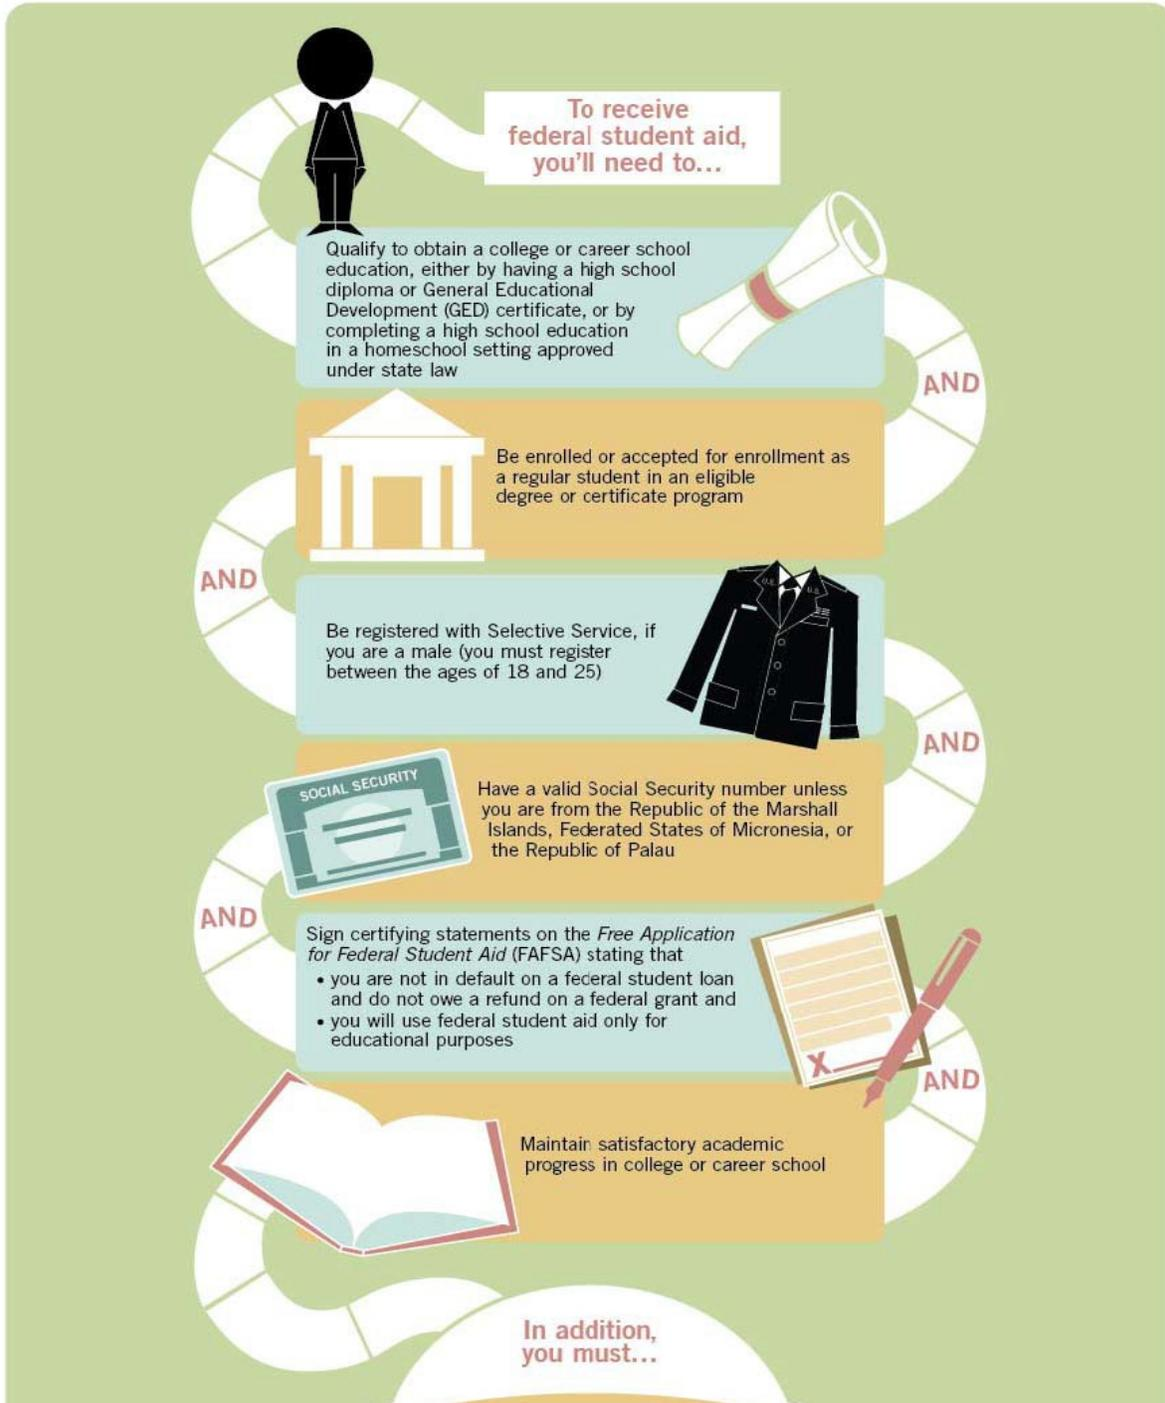 To receive
federal student aid,
you'll need to...
Qualify to obtain a college or career school
education, either by having a high school
diploma or General Educational
Development (GED) certificate, or by
completing a high school education
in a homeschool setting approved
under state law
AND
Be enrolled or accepted for enrollment as
a regular student in an eligible
degree or certificate program
AND
Be registered with Selective Service, if
you are a male (you must register
between the ages of 18 and 25)
U.S. U.S.
AND
SOCIAL SECURITY
Have a valid Social Security number unless
you are from the Republic of the Marshall
Islands, Federated States of Micronesia, or
the Republic of Palau
AND
Sign certifying statements on the Free Application
for Federal Student Aid (FAFSA) stating that
• you are not in default on a federal student loan
and do not owe a refund on a federal grant and
• you will use federal student aid only for
educational purposes
X
AND
Maintain satisfactory academic
progress in college or career school
In addition,
you must...